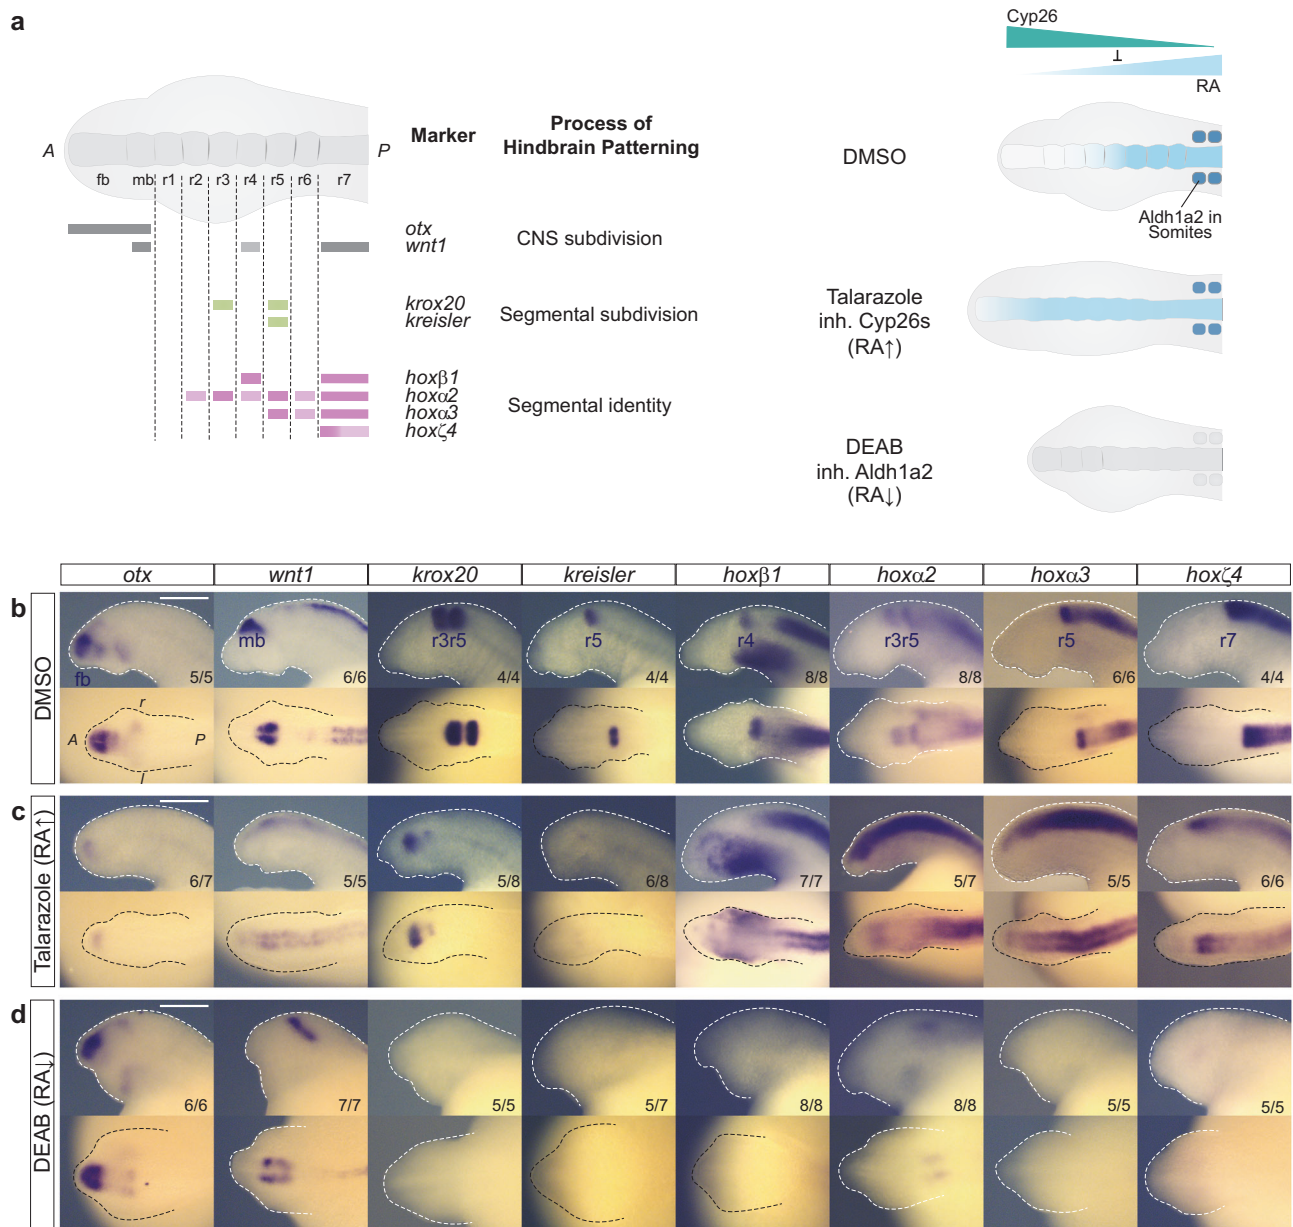 a
Cyp26
⊥
RA
A
P
fb mb r1 r2 r3 r4 r5 r6 r7
Marker
Process of
Hindbrain Patterning
otx
wnt1
CNS subdivision
krox20
kreisler
Segmental subdivision
hoxβ1
hoxα2
hoxα3
hoxζ4
Segmental identity
DMSO
Aldh1a2 in
Somites
Talarazole
inh. Cyp26s
(RA↑)
DEAB
inh. Aldh1a2
(RA↓)
otx wnt1 krox20 kreisler hoxβ1 hoxα2 hoxα3 hoxζ4
b
DMSO
fb mb r3r5 r5 r4 r3r5 r5 r7
5/5 6/6 4/4 4/4 8/8 8/8 6/6 4/4
r
A P
l
c
Talarazole (RA↑)
6/7 5/5 5/8 6/8 7/7 5/7 5/5 6/6
d
DEAB (RA↓)
6/6 7/7 5/5 5/7 8/8 8/8 5/5 5/5